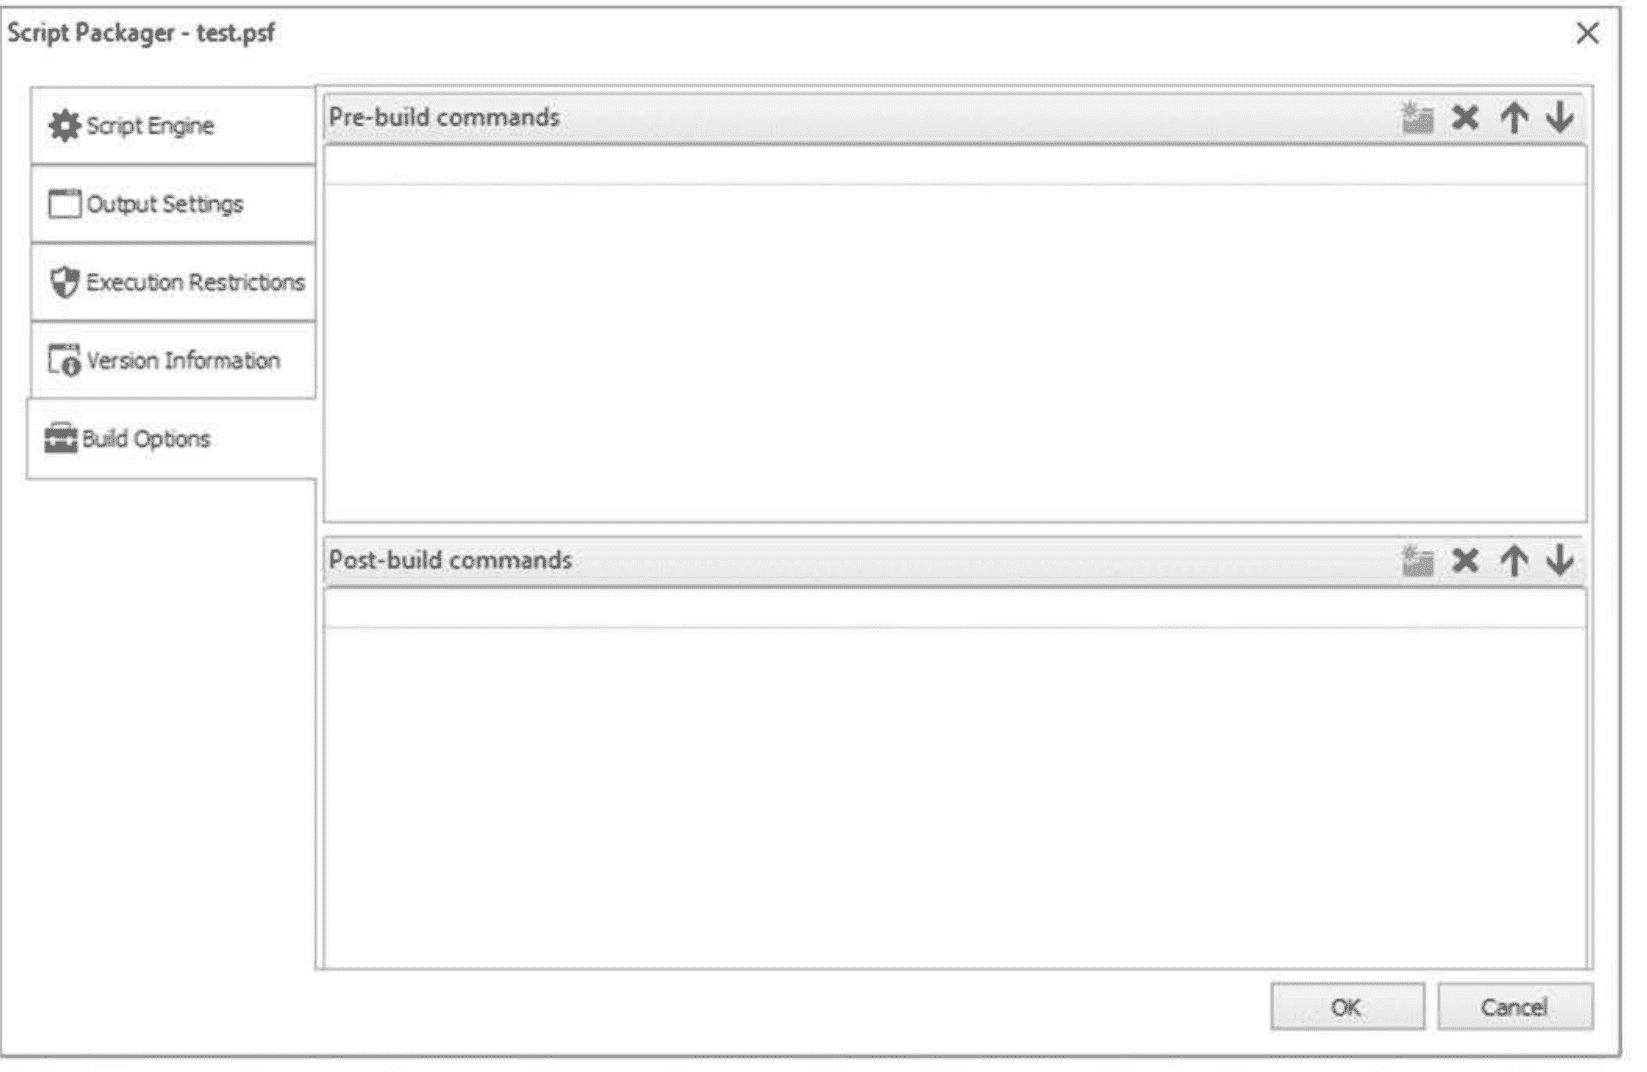 Script Packager - test.psf
Script Engine
Output Settings
Execution Restrictions
Version Information
Build Options
Pre-build commands
Post-build commands
OK
Cancel